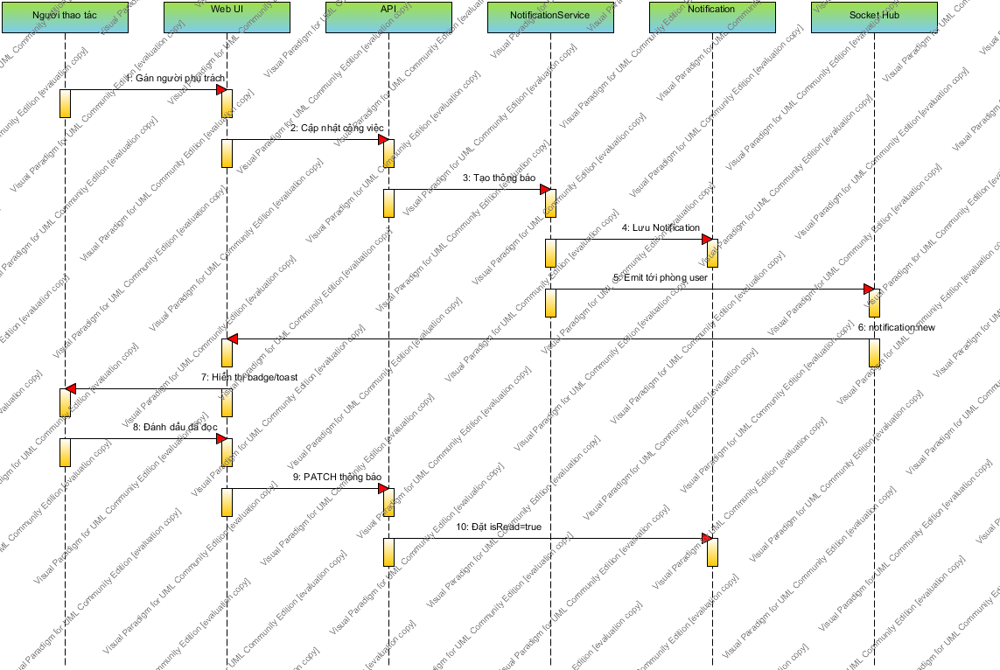 Người thao tác
Web UI
API
NotificationService
Notification
Socket Hub
1: Gán người phụ trách
2: Cập nhật công việc
3: Tạo thông báo
4: Lưu Notification
5: Emit tới phòng user
6: notification:new
7: Hiển thị badge/toast
8: Đánh dấu đã đọc
9: PATCH thông báo
10: Đặt isRead=true
Visual Paradigm for UML Community Edition [evaluation copy]